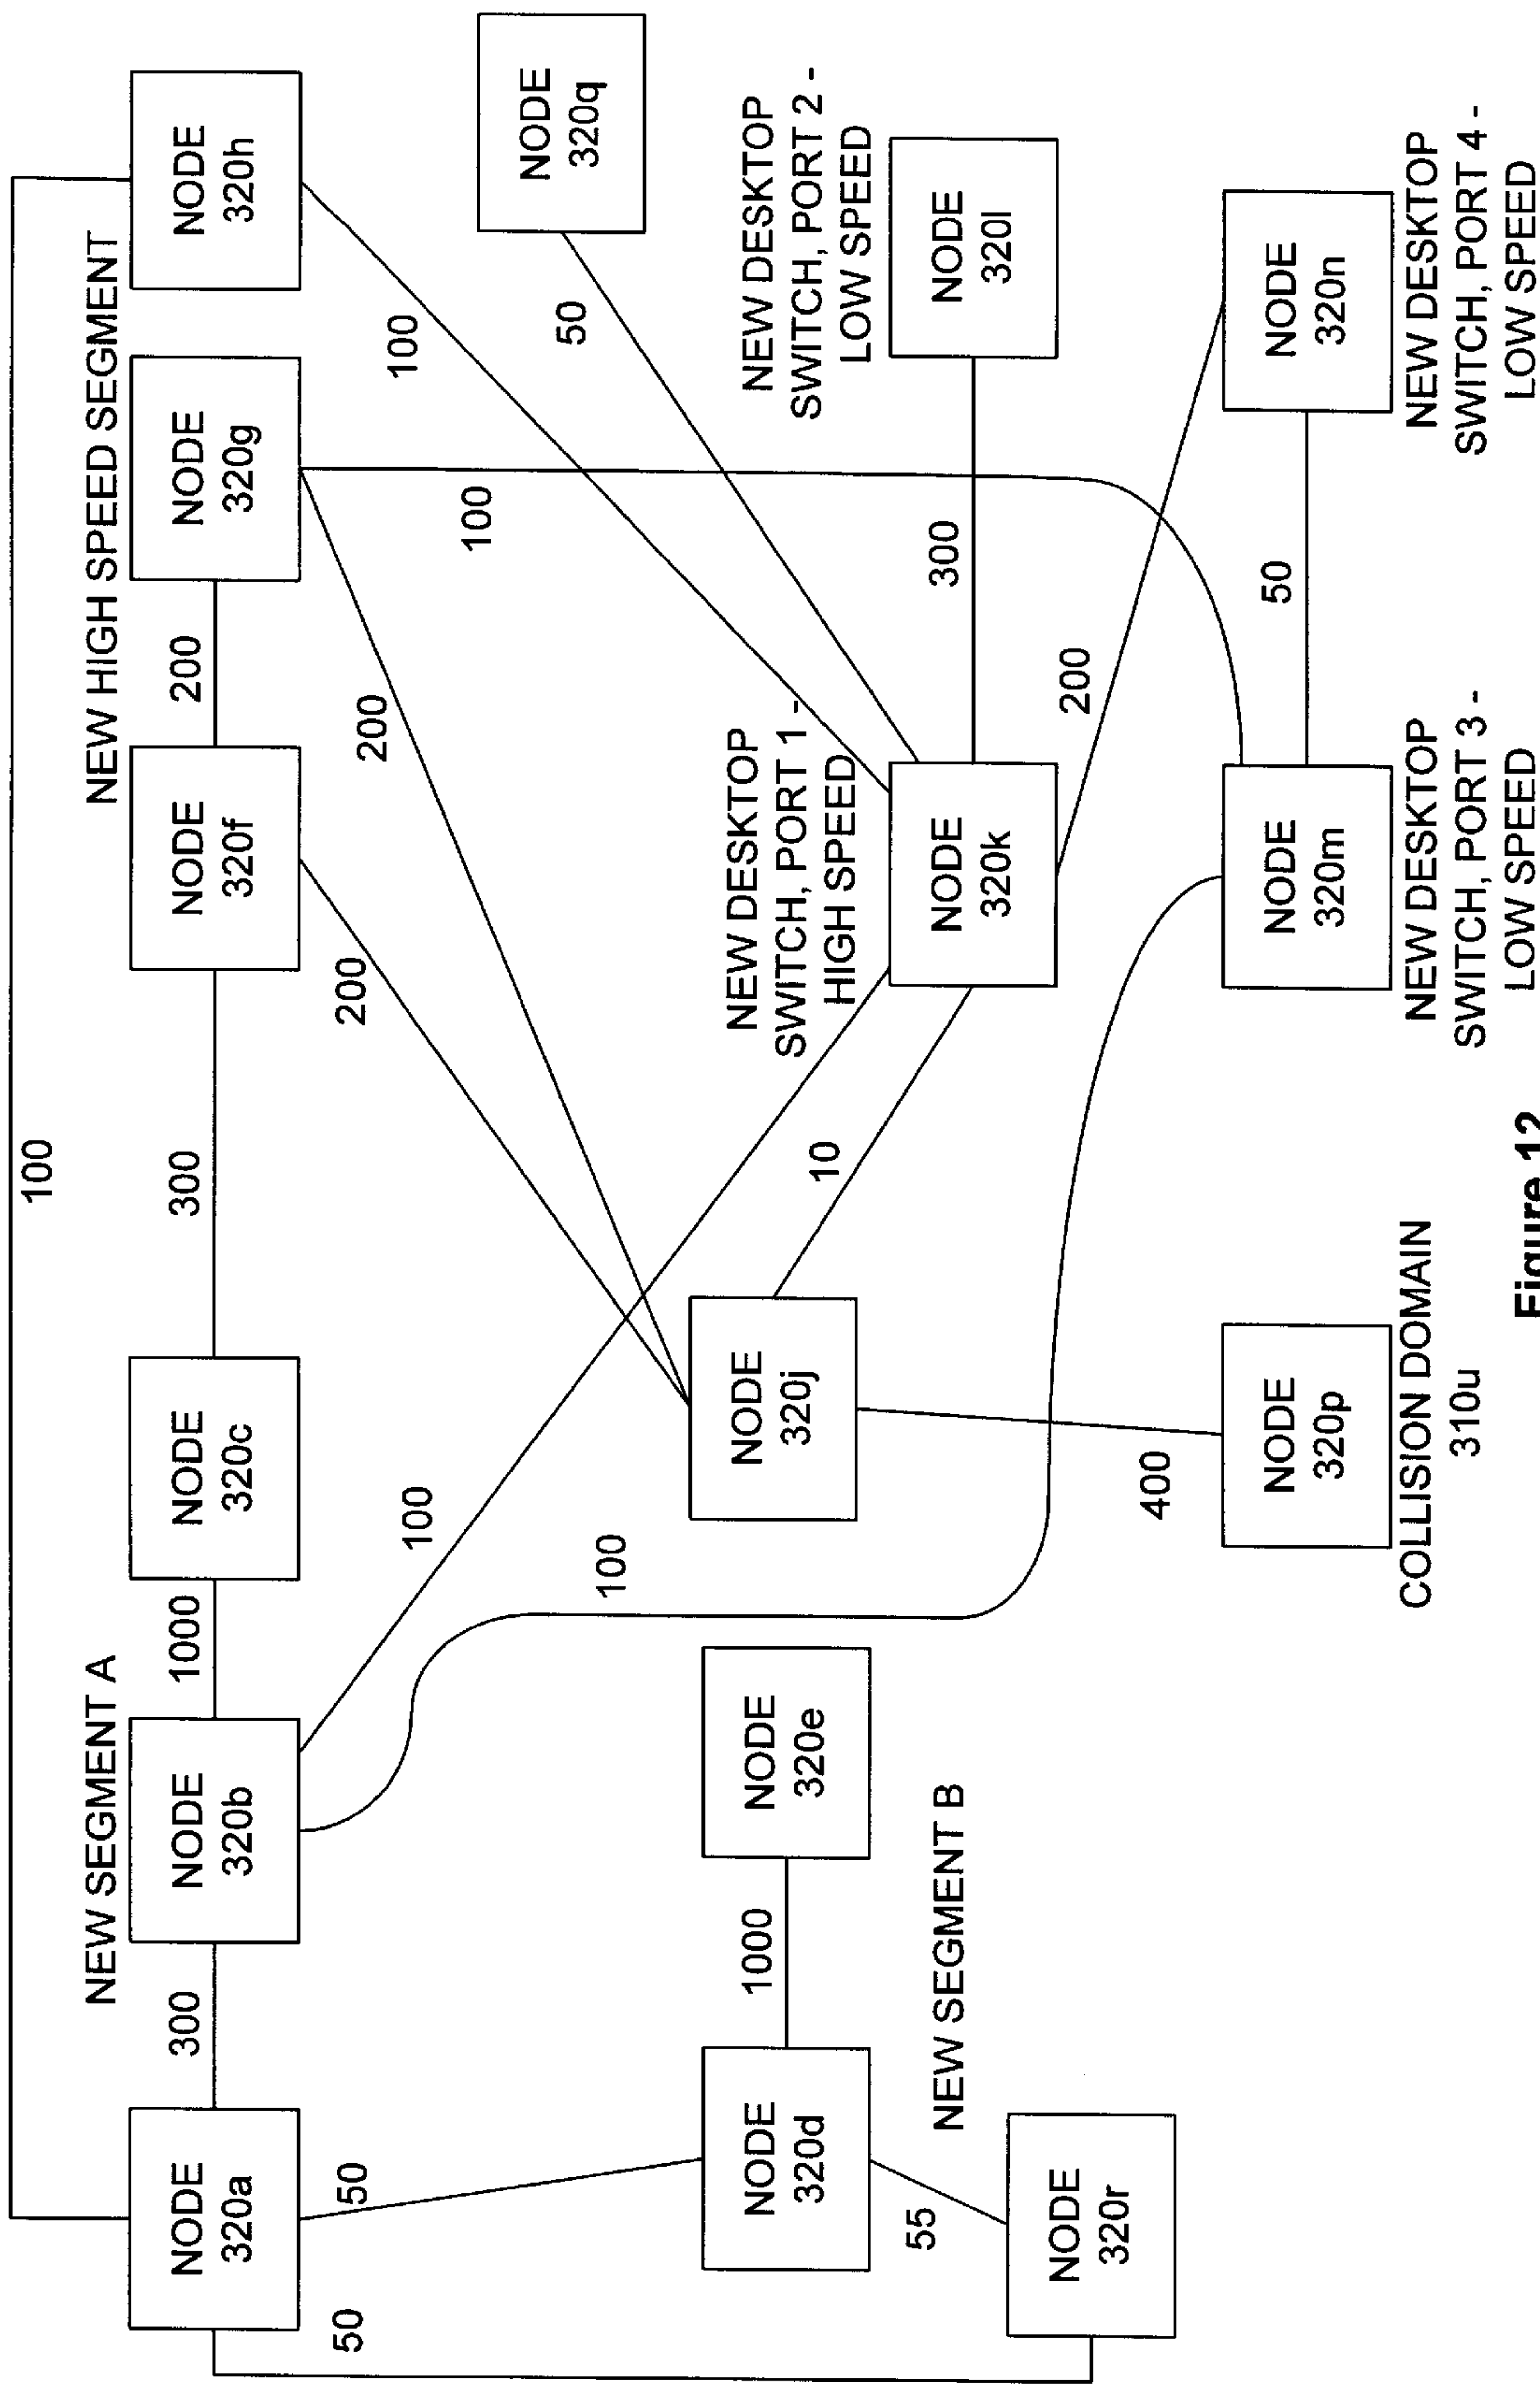 100
NEW SEGMENT A
NEW HIGH SPEED SEGMENT
NODE
320a
300
NODE
320b
1000
NODE
320c
300
NODE
320f
200
NODE
320g
NODE
320h
50
50
100
100
200
200
100
100
50
NODE
320q
NODE
320d
1000
NODE
320e
NEW SEGMENT B
55
NODE
320r
NODE
320j
10
400
NODE
320p
COLLISION DOMAIN
310u
NEW DESKTOP
SWITCH, PORT 1 -
HIGH SPEED
NODE
320k
300
NEW DESKTOP
SWITCH, PORT 2 -
LOW SPEED
NODE
320l
200
NODE
320m
50
NODE
320n
NEW DESKTOP
SWITCH, PORT 3 -
LOW SPEED
NEW DESKTOP
SWITCH, PORT 4 -
LOW SPEED
Figure 12